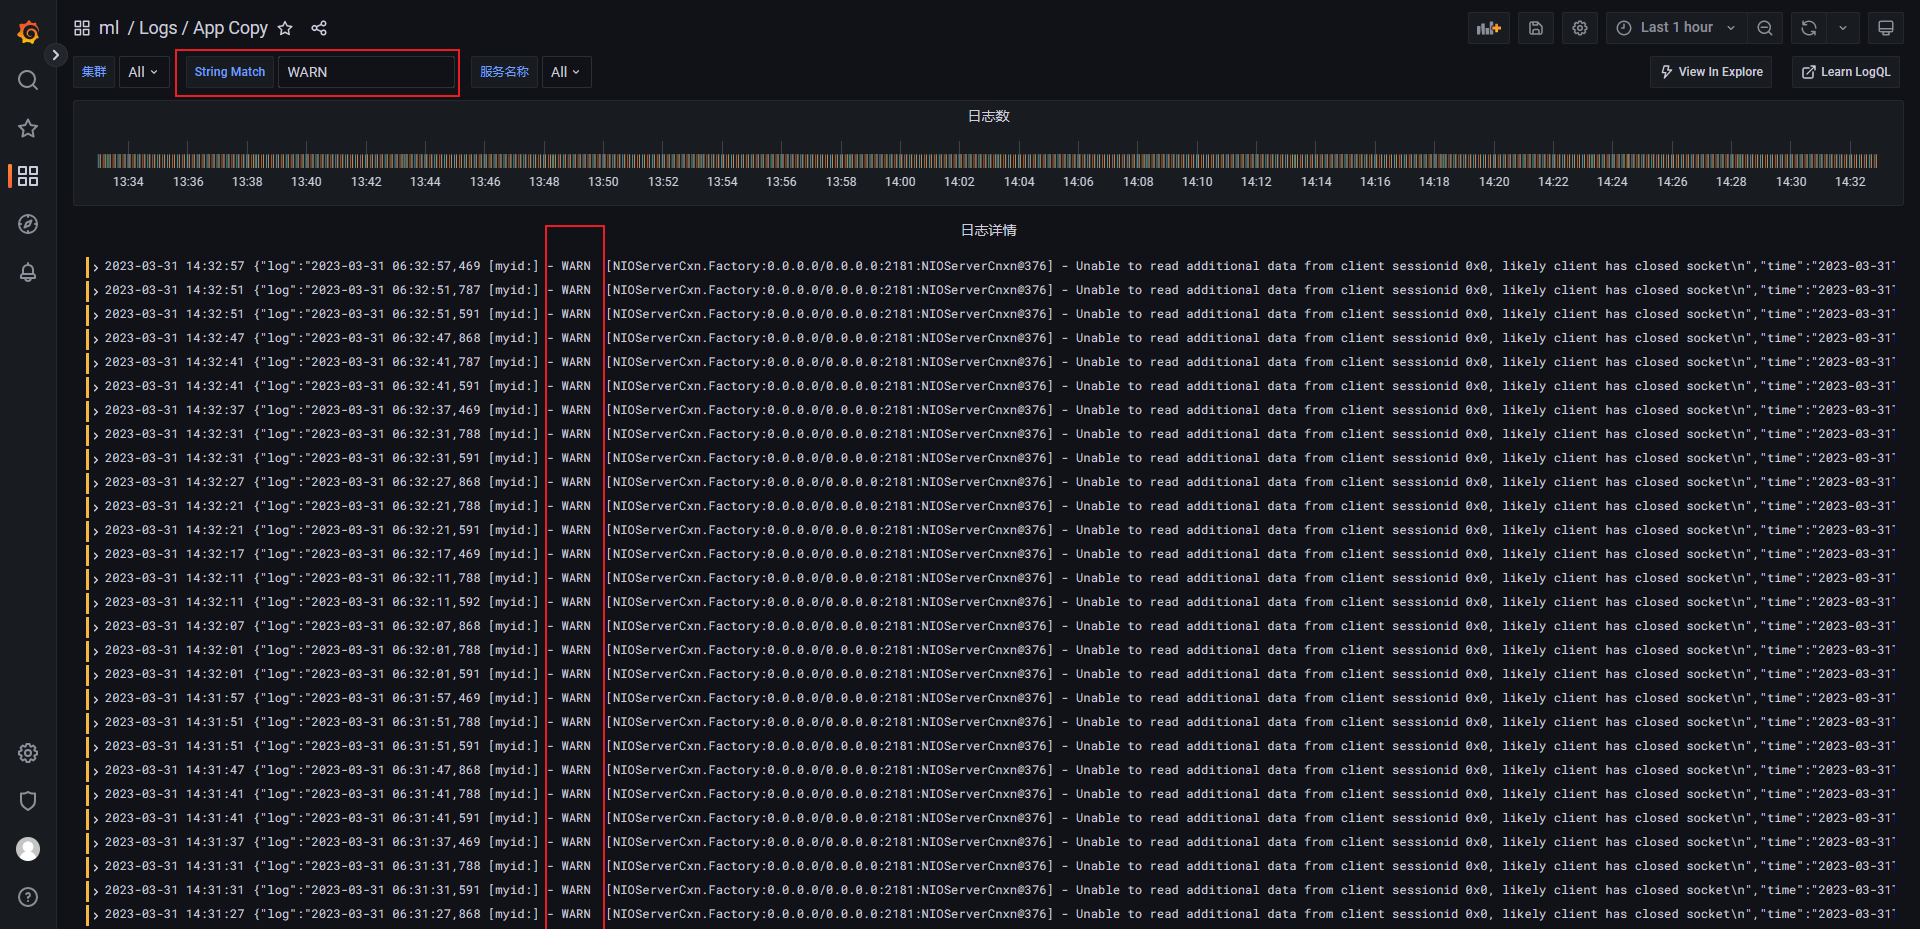 ml / Logs / App Copy
Last 1 hour
集群 All String Match WARN 服务名称 All View In Explore Learn LogQL
日志数
13:34 13:36 13:38 13:40 13:42 13:44 13:46 13:48 13:50 13:52 13:54 13:56 13:58 14:00 14:02 14:04 14:06 14:08 14:10 14:12 14:14 14:16 14:18 14:20 14:22 14:24 14:26 14:28 14:30 14:32
日志详情
2023-03-31 14:32:57 {"log":"2023-03-31 06:32:57,469 [myid:] - WARN [NIOServerCxn.Factory:0.0.0.0/0.0.0.0:2181:NIOServerCnxn@376] - Unable to read additional data from client sessionid 0x0, likely client has closed socket\n","time":"2023-03-31T
2023-03-31 14:32:51 {"log":"2023-03-31 06:32:51,787 [myid:] - WARN [NIOServerCxn.Factory:0.0.0.0/0.0.0.0:2181:NIOServerCnxn@376] - Unable to read additional data from client sessionid 0x0, likely client has closed socket\n","time":"2023-03-31T
2023-03-31 14:32:51 {"log":"2023-03-31 06:32:51,591 [myid:] - WARN [NIOServerCxn.Factory:0.0.0.0/0.0.0.0:2181:NIOServerCnxn@376] - Unable to read additional data from client sessionid 0x0, likely client has closed socket\n","time":"2023-03-31T
2023-03-31 14:32:47 {"log":"2023-03-31 06:32:47,868 [myid:] - WARN [NIOServerCxn.Factory:0.0.0.0/0.0.0.0:2181:NIOServerCnxn@376] - Unable to read additional data from client sessionid 0x0, likely client has closed socket\n","time":"2023-03-31T
2023-03-31 14:32:41 {"log":"2023-03-31 06:32:41,787 [myid:] - WARN [NIOServerCxn.Factory:0.0.0.0/0.0.0.0:2181:NIOServerCnxn@376] - Unable to read additional data from client sessionid 0x0, likely client has closed socket\n","time":"2023-03-31T
2023-03-31 14:32:41 {"log":"2023-03-31 06:32:41,591 [myid:] - WARN [NIOServerCxn.Factory:0.0.0.0/0.0.0.0:2181:NIOServerCnxn@376] - Unable to read additional data from client sessionid 0x0, likely client has closed socket\n","time":"2023-03-31T
2023-03-31 14:32:37 {"log":"2023-03-31 06:32:37,469 [myid:] - WARN [NIOServerCxn.Factory:0.0.0.0/0.0.0.0:2181:NIOServerCnxn@376] - Unable to read additional data from client sessionid 0x0, likely client has closed socket\n","time":"2023-03-31T
2023-03-31 14:32:31 {"log":"2023-03-31 06:32:31,788 [myid:] - WARN [NIOServerCxn.Factory:0.0.0.0/0.0.0.0:2181:NIOServerCnxn@376] - Unable to read additional data from client sessionid 0x0, likely client has closed socket\n","time":"2023-03-31T
2023-03-31 14:32:31 {"log":"2023-03-31 06:32:31,591 [myid:] - WARN [NIOServerCxn.Factory:0.0.0.0/0.0.0.0:2181:NIOServerCnxn@376] - Unable to read additional data from client sessionid 0x0, likely client has closed socket\n","time":"2023-03-31T
2023-03-31 14:32:27 {"log":"2023-03-31 06:32:27,868 [myid:] - WARN [NIOServerCxn.Factory:0.0.0.0/0.0.0.0:2181:NIOServerCnxn@376] - Unable to read additional data from client sessionid 0x0, likely client has closed socket\n","time":"2023-03-31T
2023-03-31 14:32:21 {"log":"2023-03-31 06:32:21,788 [myid:] - WARN [NIOServerCxn.Factory:0.0.0.0/0.0.0.0:2181:NIOServerCnxn@376] - Unable to read additional data from client sessionid 0x0, likely client has closed socket\n","time":"2023-03-31T
2023-03-31 14:32:21 {"log":"2023-03-31 06:32:21,591 [myid:] - WARN [NIOServerCxn.Factory:0.0.0.0/0.0.0.0:2181:NIOServerCnxn@376] - Unable to read additional data from client sessionid 0x0, likely client has closed socket\n","time":"2023-03-31T
2023-03-31 14:32:17 {"log":"2023-03-31 06:32:17,469 [myid:] - WARN [NIOServerCxn.Factory:0.0.0.0/0.0.0.0:2181:NIOServerCnxn@376] - Unable to read additional data from client sessionid 0x0, likely client has closed socket\n","time":"2023-03-31T
2023-03-31 14:32:11 {"log":"2023-03-31 06:32:11,788 [myid:] - WARN [NIOServerCxn.Factory:0.0.0.0/0.0.0.0:2181:NIOServerCnxn@376] - Unable to read additional data from client sessionid 0x0, likely client has closed socket\n","time":"2023-03-31T
2023-03-31 14:32:11 {"log":"2023-03-31 06:32:11,592 [myid:] - WARN [NIOServerCxn.Factory:0.0.0.0/0.0.0.0:2181:NIOServerCnxn@376] - Unable to read additional data from client sessionid 0x0, likely client has closed socket\n","time":"2023-03-31T
2023-03-31 14:32:07 {"log":"2023-03-31 06:32:07,868 [myid:] - WARN [NIOServerCxn.Factory:0.0.0.0/0.0.0.0:2181:NIOServerCnxn@376] - Unable to read additional data from client sessionid 0x0, likely client has closed socket\n","time":"2023-03-31T
2023-03-31 14:32:01 {"log":"2023-03-31 06:32:01,788 [myid:] - WARN [NIOServerCxn.Factory:0.0.0.0/0.0.0.0:2181:NIOServerCnxn@376] - Unable to read additional data from client sessionid 0x0, likely client has closed socket\n","time":"2023-03-31T
2023-03-31 14:32:01 {"log":"2023-03-31 06:32:01,591 [myid:] - WARN [NIOServerCxn.Factory:0.0.0.0/0.0.0.0:2181:NIOServerCnxn@376] - Unable to read additional data from client sessionid 0x0, likely client has closed socket\n","time":"2023-03-31T
2023-03-31 14:31:57 {"log":"2023-03-31 06:31:57,469 [myid:] - WARN [NIOServerCxn.Factory:0.0.0.0/0.0.0.0:2181:NIOServerCnxn@376] - Unable to read additional data from client sessionid 0x0, likely client has closed socket\n","time":"2023-03-31T
2023-03-31 14:31:51 {"log":"2023-03-31 06:31:51,788 [myid:] - WARN [NIOServerCxn.Factory:0.0.0.0/0.0.0.0:2181:NIOServerCnxn@376] - Unable to read additional data from client sessionid 0x0, likely client has closed socket\n","time":"2023-03-31T
2023-03-31 14:31:51 {"log":"2023-03-31 06:31:51,591 [myid:] - WARN [NIOServerCxn.Factory:0.0.0.0/0.0.0.0:2181:NIOServerCnxn@376] - Unable to read additional data from client sessionid 0x0, likely client has closed socket\n","time":"2023-03-31T
2023-03-31 14:31:47 {"log":"2023-03-31 06:31:47,868 [myid:] - WARN [NIOServerCxn.Factory:0.0.0.0/0.0.0.0:2181:NIOServerCnxn@376] - Unable to read additional data from client sessionid 0x0, likely client has closed socket\n","time":"2023-03-31T
2023-03-31 14:31:41 {"log":"2023-03-31 06:31:41,788 [myid:] - WARN [NIOServerCxn.Factory:0.0.0.0/0.0.0.0:2181:NIOServerCnxn@376] - Unable to read additional data from client sessionid 0x0, likely client has closed socket\n","time":"2023-03-31T
2023-03-31 14:31:41 {"log":"2023-03-31 06:31:41,591 [myid:] - WARN [NIOServerCxn.Factory:0.0.0.0/0.0.0.0:2181:NIOServerCnxn@376] - Unable to read additional data from client sessionid 0x0, likely client has closed socket\n","time":"2023-03-31T
2023-03-31 14:31:37 {"log":"2023-03-31 06:31:37,469 [myid:] - WARN [NIOServerCxn.Factory:0.0.0.0/0.0.0.0:2181:NIOServerCnxn@376] - Unable to read additional data from client sessionid 0x0, likely client has closed socket\n","time":"2023-03-31T
2023-03-31 14:31:31 {"log":"2023-03-31 06:31:31,788 [myid:] - WARN [NIOServerCxn.Factory:0.0.0.0/0.0.0.0:2181:NIOServerCnxn@376] - Unable to read additional data from client sessionid 0x0, likely client has closed socket\n","time":"2023-03-31T
2023-03-31 14:31:31 {"log":"2023-03-31 06:31:31,591 [myid:] - WARN [NIOServerCxn.Factory:0.0.0.0/0.0.0.0:2181:NIOServerCnxn@376] - Unable to read additional data from client sessionid 0x0, likely client has closed socket\n","time":"2023-03-31T
2023-03-31 14:31:27 {"log":"2023-03-31 06:31:27,868 [myid:] - WARN [NIOServerCxn.Factory:0.0.0.0/0.0.0.0:2181:NIOServerCnxn@376] - Unable to read additional data from client sessionid 0x0, likely client has closed socket\n","time":"2023-03-31T